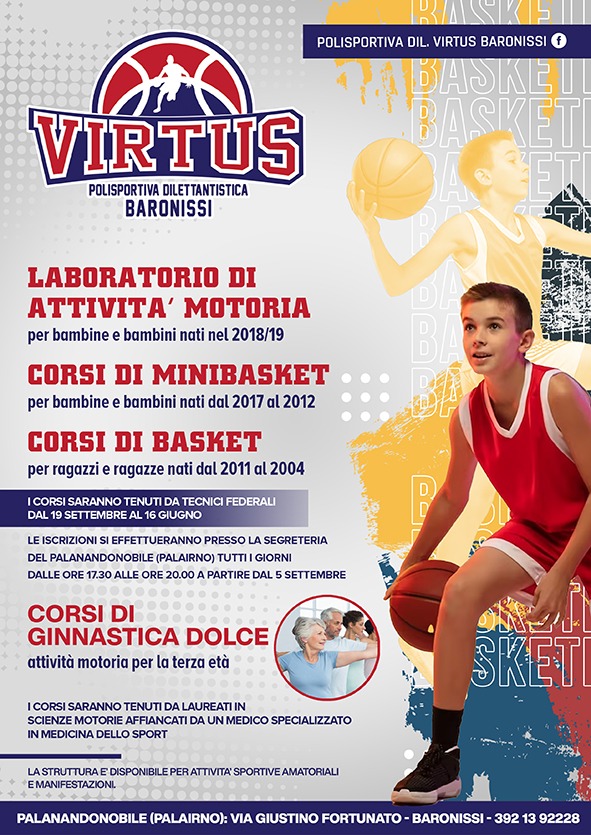 POLISPORTIVA DIL. VIRTUS BARONISSI f
VIRTUS
POLISPORTIVA DILETTANTISTICA
BARONISSI
BASKET
BASKET
BASKET
BASKET
LABORATORIO DI
ATTIVITA' MOTORIA
per bambine e bambini nati nel 2018/19
CORSI DI MINIBASKET
per bambine e bambini nati dal 2017 al 2012
CORSI DI BASKET
per ragazzi e ragazze nati dal 2011 al 2004
I CORSI SARANNO TENUTI DA TECNICI FEDERALI
DAL 19 SETTEMBRE AL 16 GIUGNO
LE ISCRIZIONI SI EFFETTUERANNO PRESSO LA SEGRETERIA
DEL PALANANDONOBILE (PALAIRNO) TUTTI I GIORNI
DALLE ORE 17.30 ALLE ORE 20.00 A PARTIRE DAL 5 SETTEMBRE
CORSI DI
GINNASTICA DOLCE
attività motoria per la terza età
I CORSI SARANNO TENUTI DA LAUREATI IN
SCIENZE MOTORIE AFFIANCATI DA UN MEDICO SPECIALIZZATO
IN MEDICINA DELLO SPORT
LA STRUTTURA E' DISPONIBILE PER ATTIVITA' SPORTIVE AMATORIALI
E MANIFESTAZIONI.
PALANANDONOBILE (PALAIRNO): VIA GIUSTINO FORTUNATO - BARONISSI - 392 13 92228